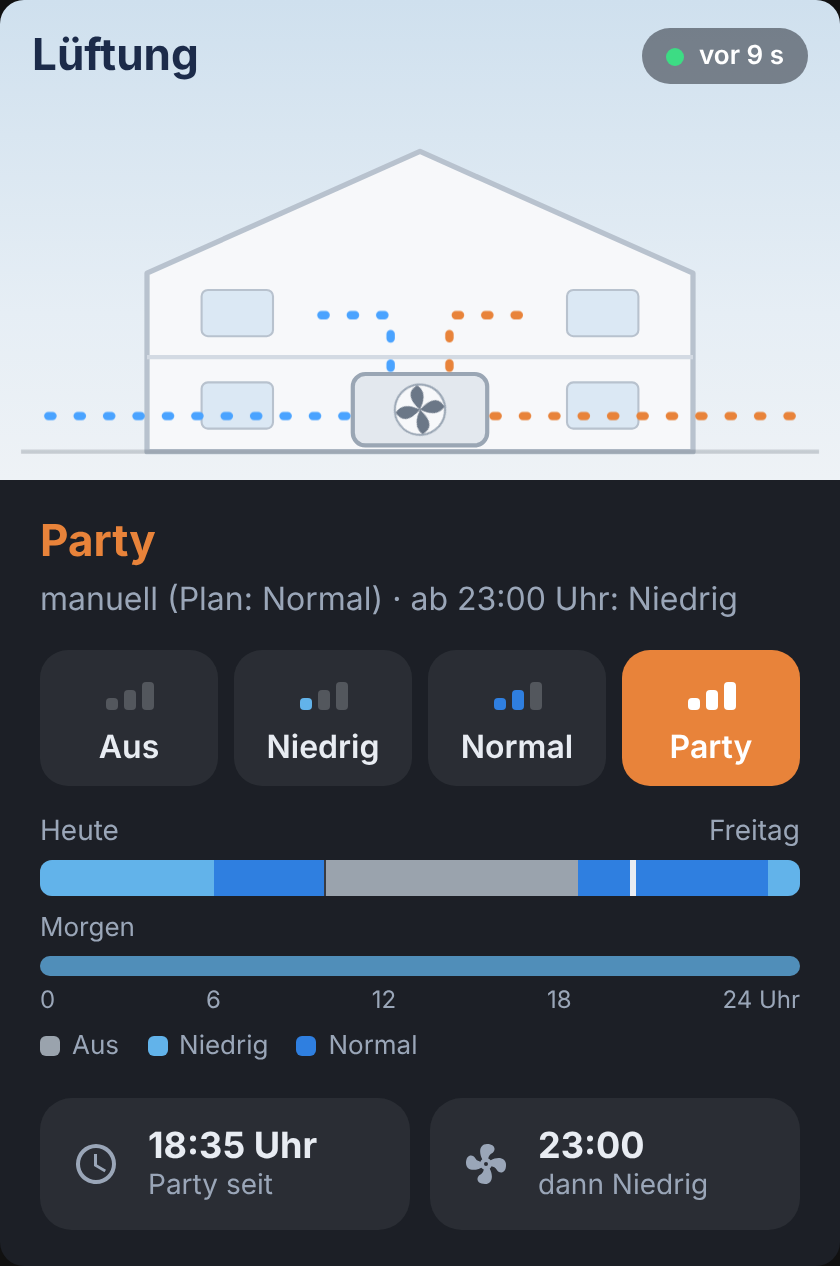 Lüftung
vor 9 s
Party
manuell (Plan: Normal) · ab 23:00 Uhr: Niedrig
Aus
Niedrig
Normal
Party
Heute
Freitag
Morgen
0 6 12 18 24 Uhr
Aus
Niedrig
Normal
18:35 Uhr
Party seit
23:00
dann Niedrig